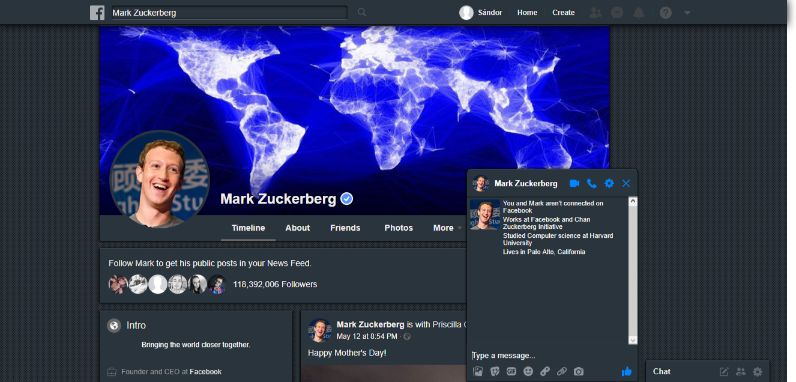 Mark Zuckerberg
Sándor
Home
Create
Mark Zuckerberg
Timeline
About
Friends
Photos
More
Follow Mark to get his public posts in your News Feed.
118,392,006 Followers
Intro
Bringing the world closer together.
Founder and CEO at Facebook
Mark Zuckerberg is with Priscilla
May 12 at 8:54 PM ·
Happy Mother's Day!
Mark Zuckerberg
You and Mark aren't connected on
Facebook
Works at Facebook and Chan
Zuckerberg Initiative
Studied Computer science at Harvard
University
Lives in Palo Alto, California
Type a message...
GIF
Chat